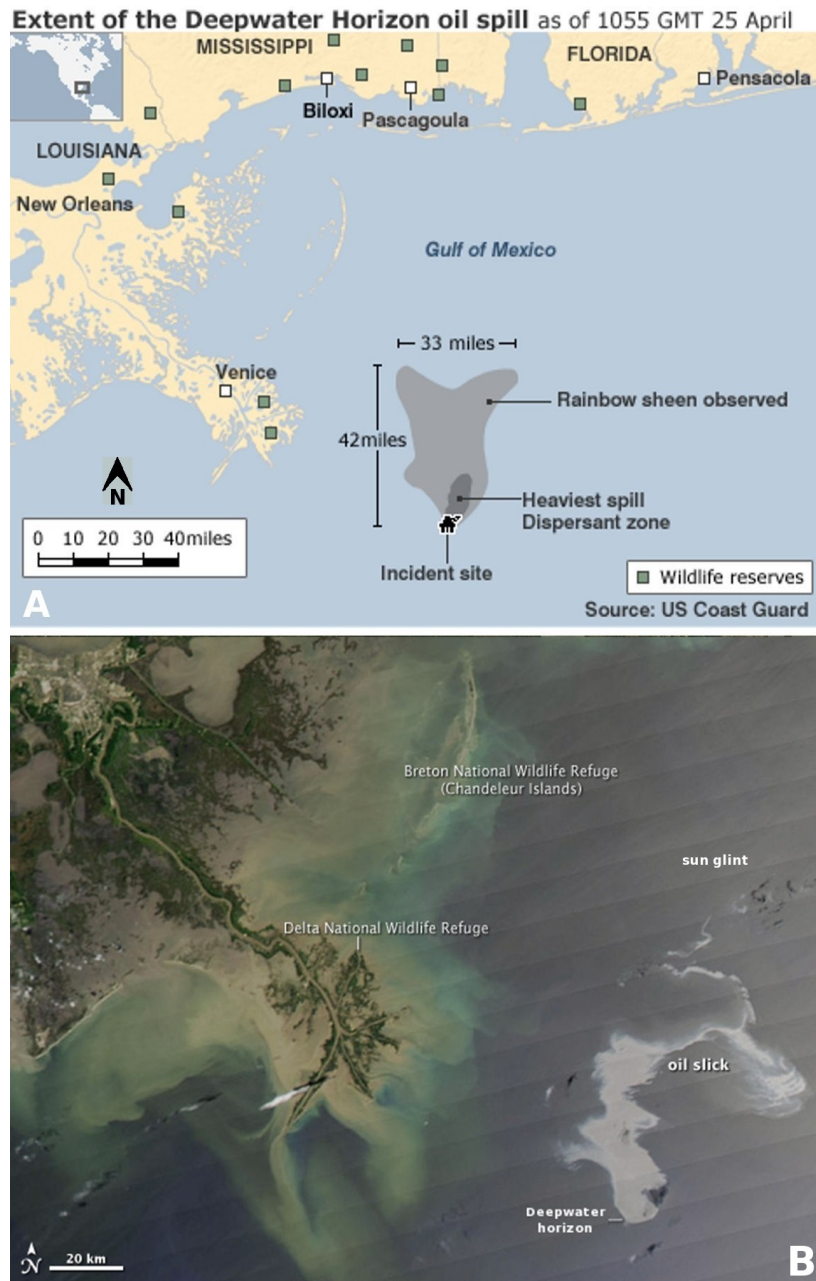 Extent of the Deepwater Horizon oil spill as of 1055 GMT 25 April
MISSISSIPPI
FLORIDA
Pensacola
Biloxi
Pascagoula
LOUISIANA
New Orleans
Gulf of Mexico
33 miles
Venice
Rainbow sheen observed
42miles
N
Heaviest spill
Dispersant zone
0 10 20 30 40miles
Incident site
Wildlife reserves
A
Source: US Coast Guard
Breton National Wildlife Refuge
(Chandeleur Islands)
sun glint
Delta National Wildlife Refuge
oil slick
Deepwater
horizon
N
20 km
B